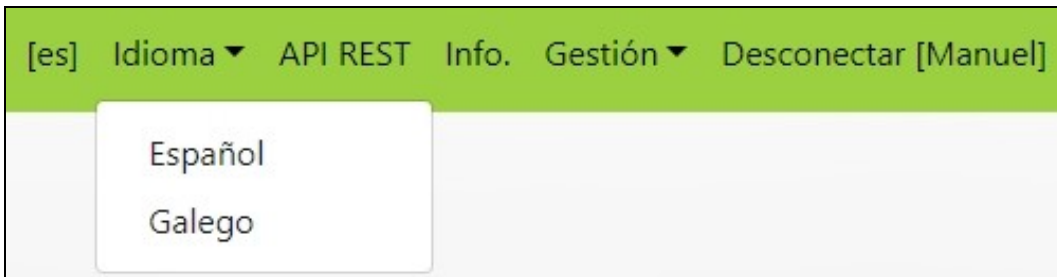 [es] Idioma API REST Info. Gestión Desconectar [Manuel]
Español
Galego